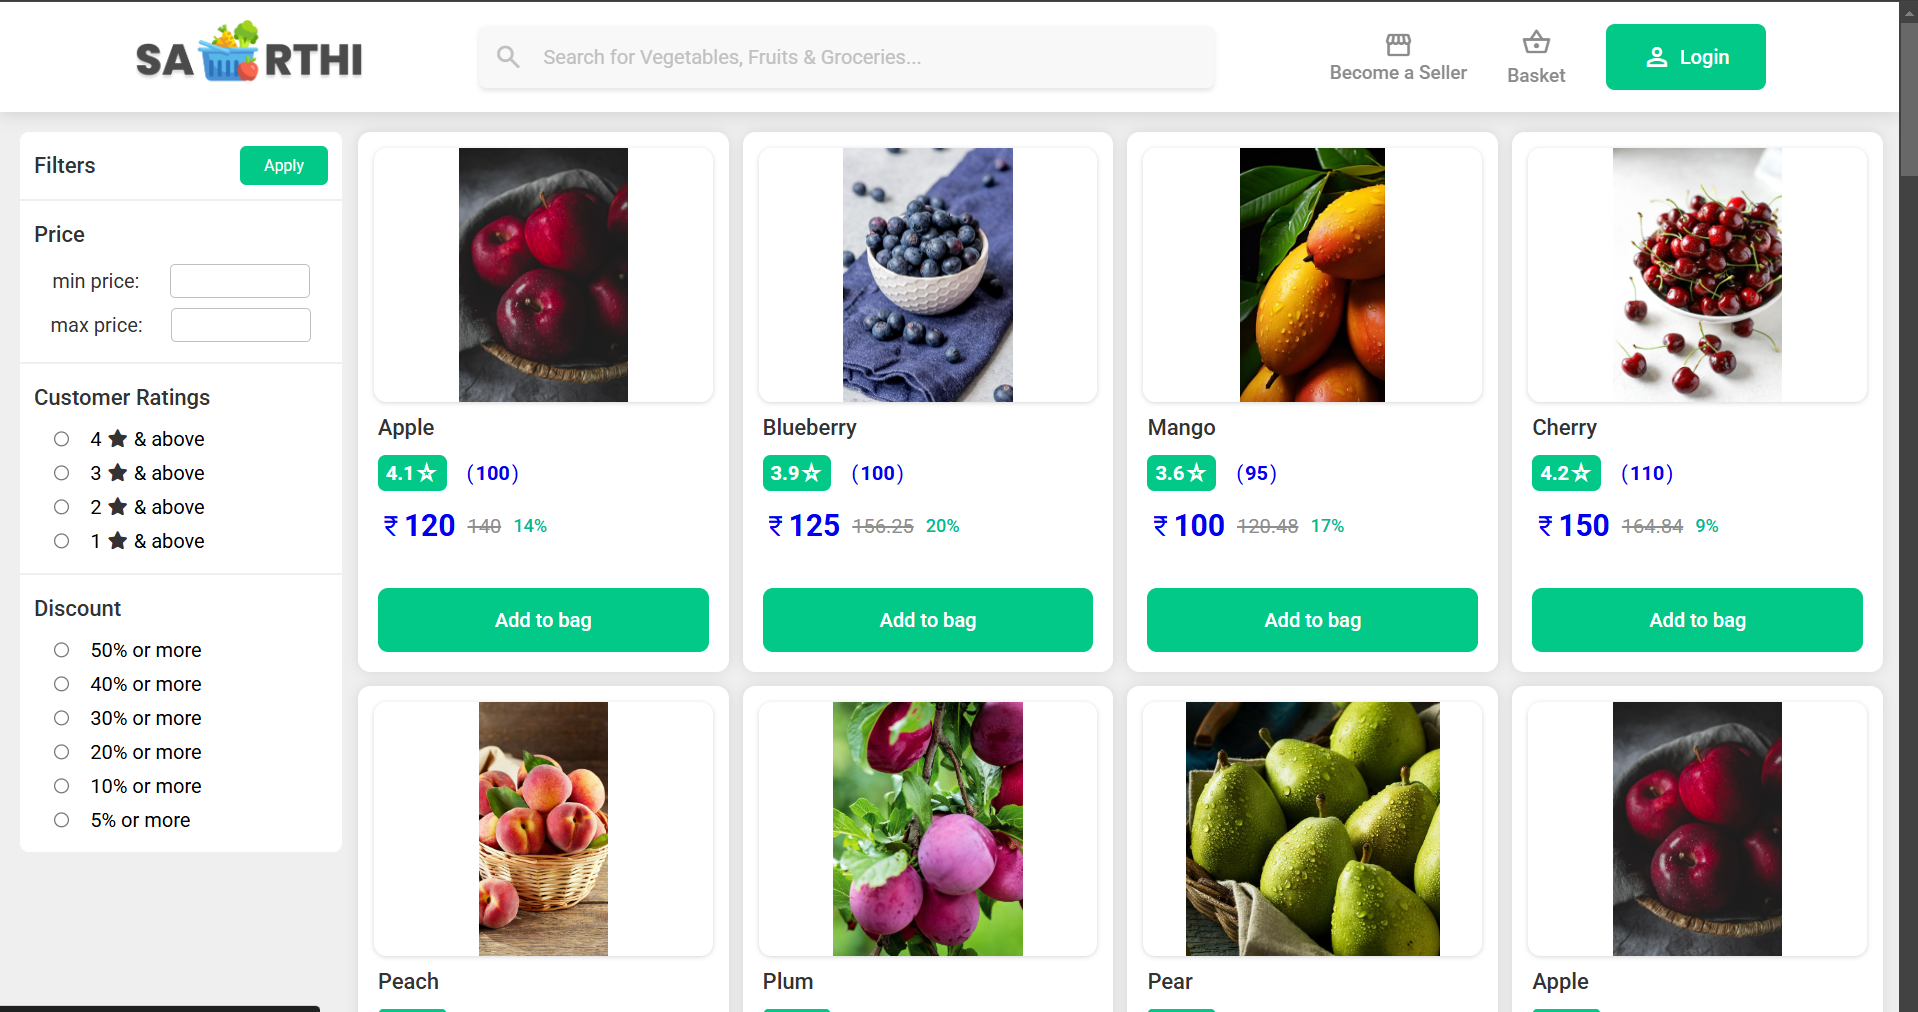 SA RTHI
Search for Vegetables, Fruits & Groceries...
Become a Seller
Basket
Login
Filters
Apply
Price
min price:
max price:
Customer Ratings
4 ★ & above
3 ★ & above
2 ★ & above
1 ★ & above
Discount
50% or more
40% or more
30% or more
20% or more
10% or more
5% or more
Apple
4.1☆ (100)
₹ 120 140 14%
Add to bag
Blueberry
3.9☆ (100)
₹ 125 156.25 20%
Add to bag
Mango
3.6☆ (95)
₹ 100 120.48 17%
Add to bag
Cherry
4.2☆ (110)
₹ 150 164.84 9%
Add to bag
Peach
Plum
Pear
Apple